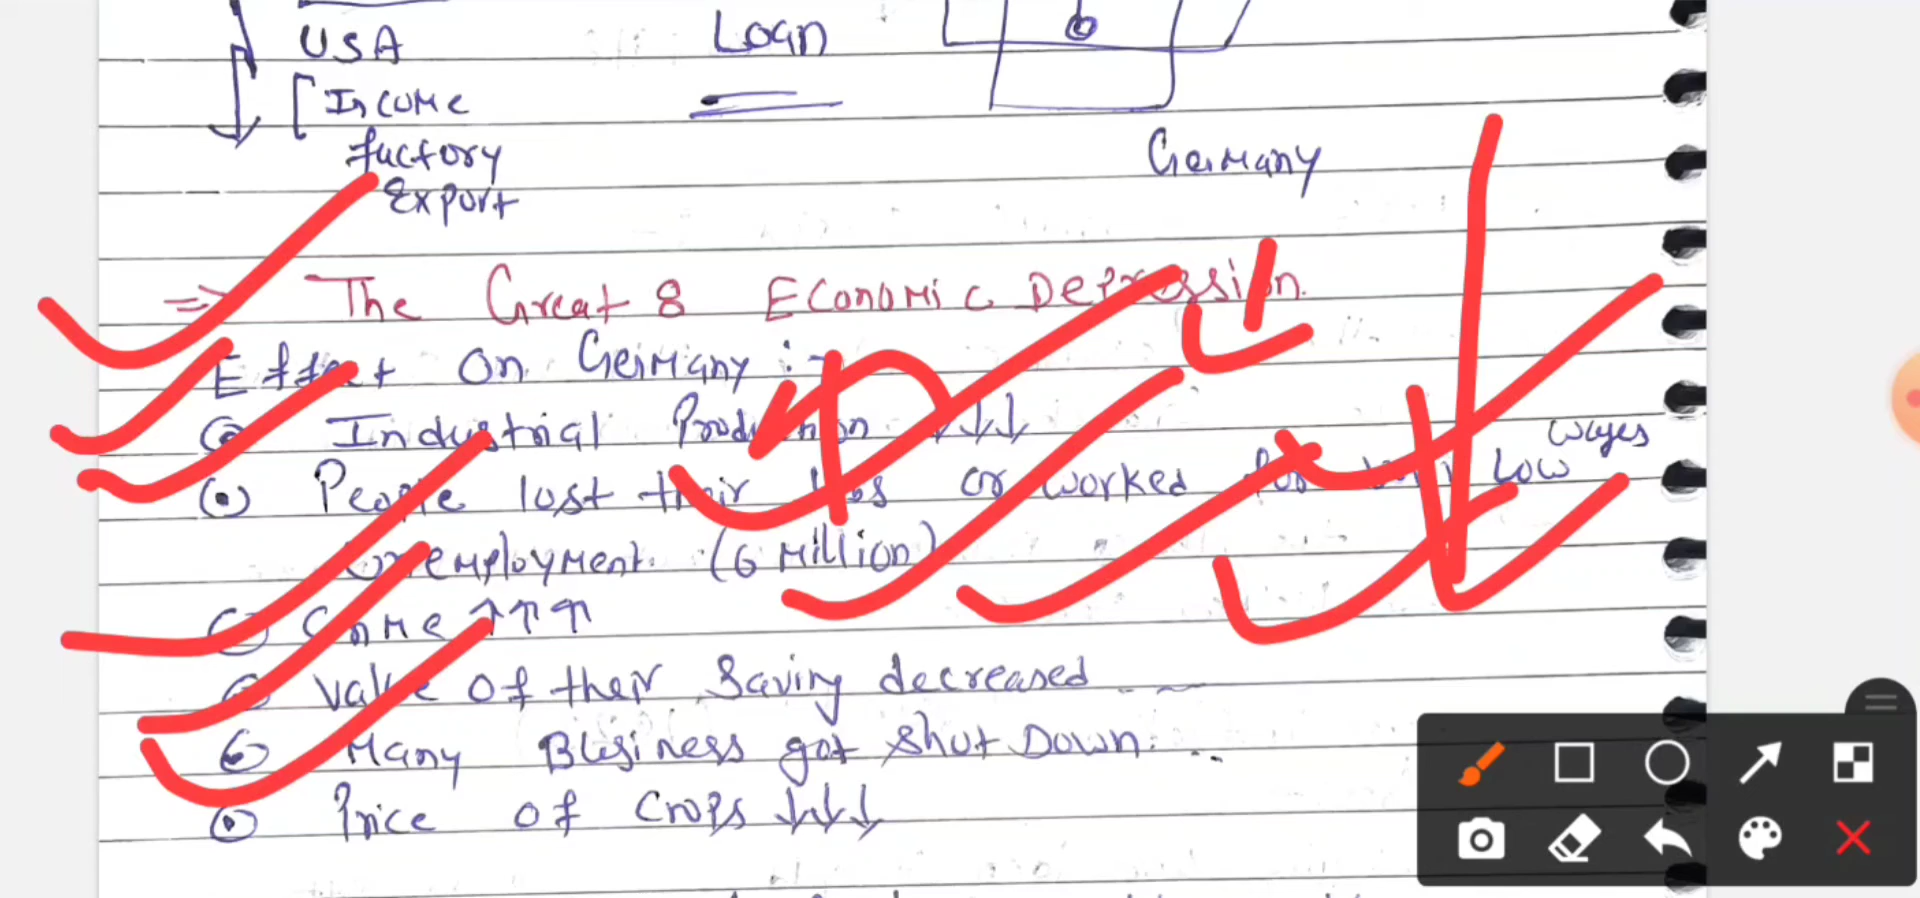 USA Loan
Income
factory Germany
Export
=> The Great 8 Economic Depression
Effect on Germany :-
Industrial Production ↓↓↓
People lost their jobs or worked for very low wages
Unemployment (6 Million)
Crime ↑↑↑
Value of their saving decreased
Many Business got shut Down.
Price of Crops ↓↓↓